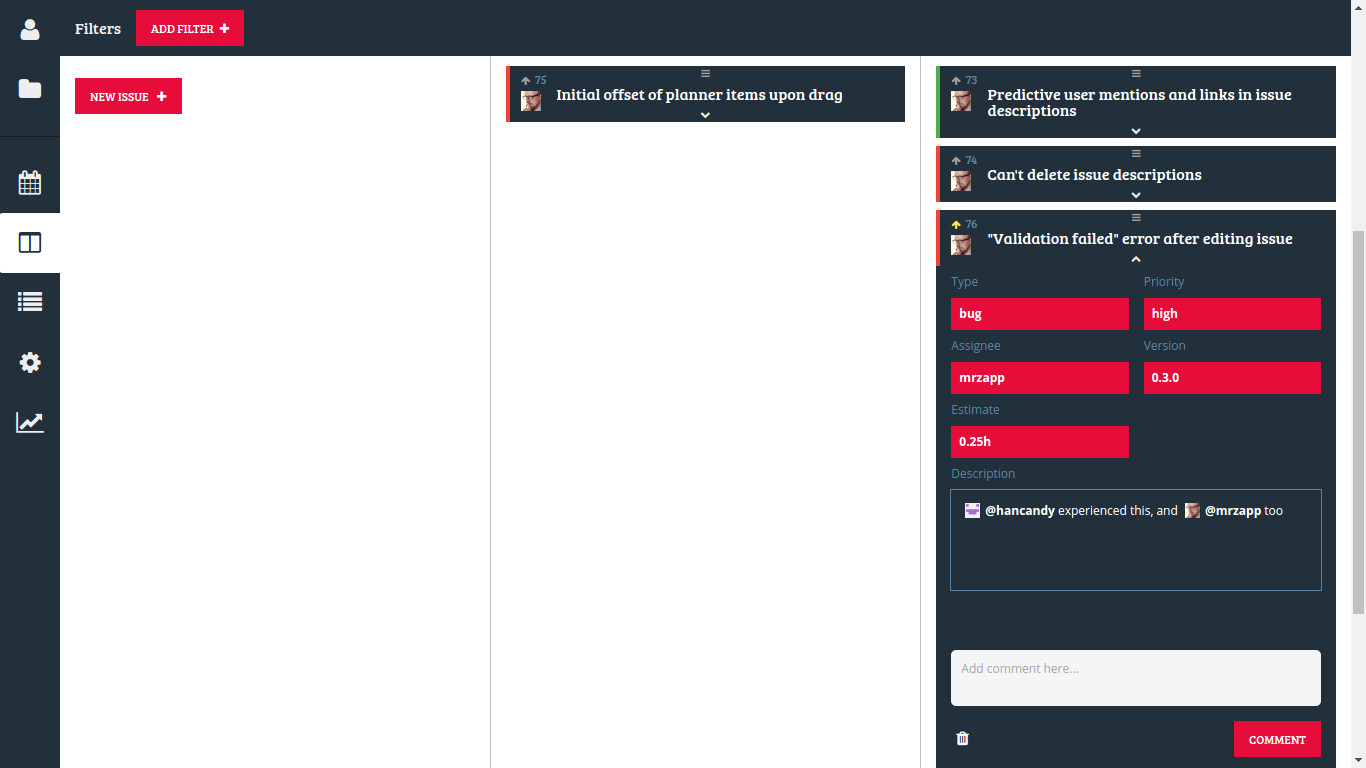 Filters
ADD FILTER
NEW ISSUE
75
Initial offset of planner items upon drag
73
Predictive user mentions and links in issue
descriptions
74
Can't delete issue descriptions
76
"Validation failed" error after editing issue
Type
Priority
bug
high
Assignee
Version
mrzapp
0.3.0
Estimate
0.25h
Description
@hancandy experienced this, and @mrzapp too
Add comment here...
COMMENT